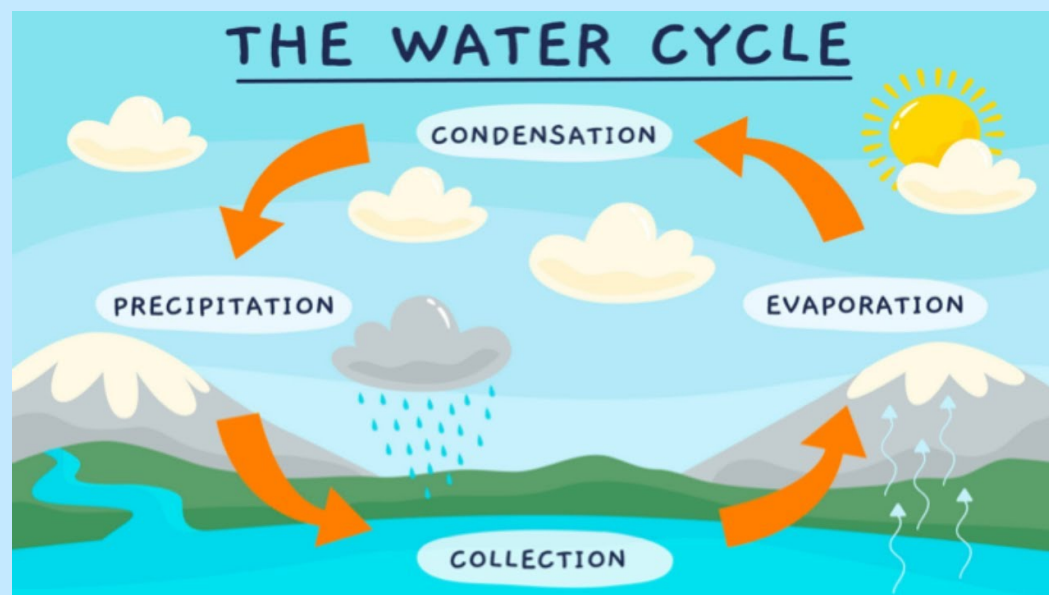 THE WATER CYCLE
CONDENSATION
PRECIPITATION
EVAPORATION
COLLECTION